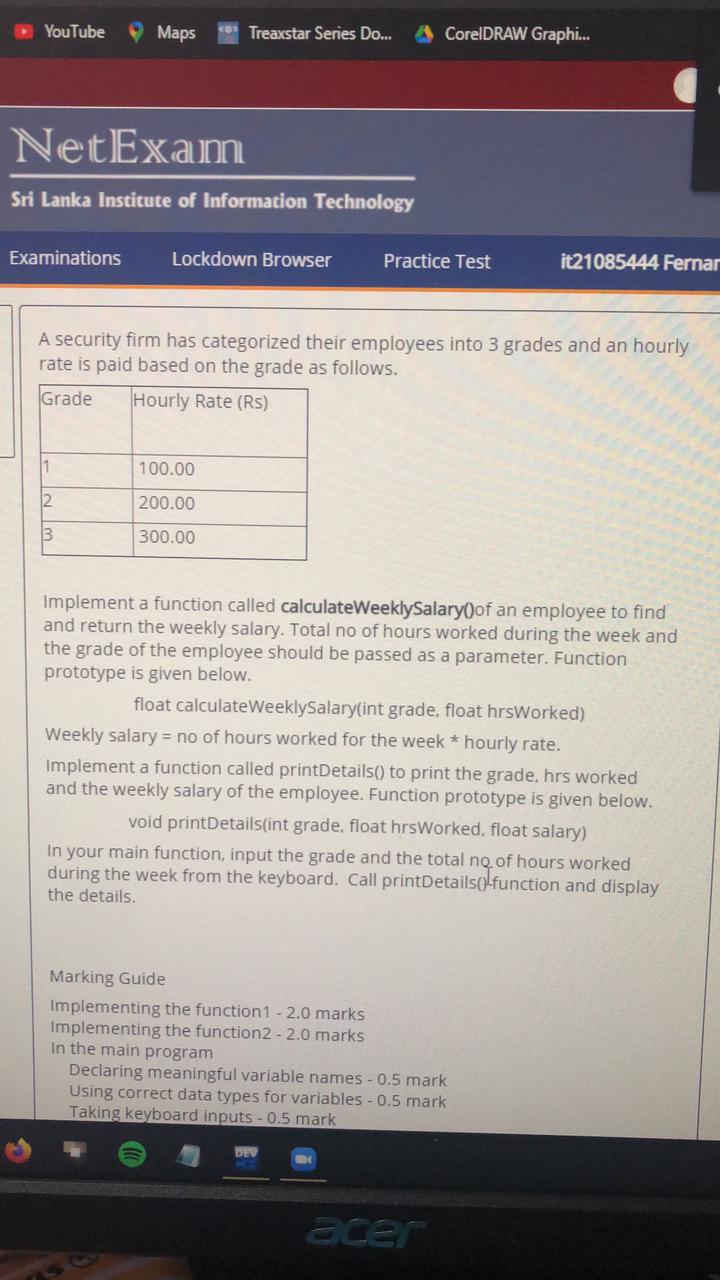 YouTube Maps Treaxstar Series Do... CorelDRAW Graphi...
NetExam
Sri Lanka Institute of Information Technology
Examinations Lockdown Browser Practice Test it21085444 Fernar
A security firm has categorized their employees into 3 grades and an hourly
rate is paid based on the grade as follows.
Grade Hourly Rate (Rs)
1 100.00
2 200.00
3 300.00
Implement a function called calculateWeeklySalary()of an employee to find
and return the weekly salary. Total no of hours worked during the week and
the grade of the employee should be passed as a parameter. Function
prototype is given below.
float calculateWeeklySalary(int grade, float hrsWorked)
Weekly salary = no of hours worked for the week * hourly rate.
Implement a function called printDetails() to print the grade, hrs worked
and the weekly salary of the employee. Function prototype is given below.
void printDetails(int grade, float hrsWorked, float salary)
In your main function, input the grade and the total no of hours worked
during the week from the keyboard. Call printDetails() function and display
the details.
Marking Guide
Implementing the function1 - 2.0 marks
Implementing the function2 - 2.0 marks
In the main program
Declaring meaningful variable names - 0.5 mark
Using correct data types for variables - 0.5 mark
Taking keyboard inputs - 0.5 mark
DEV
acer